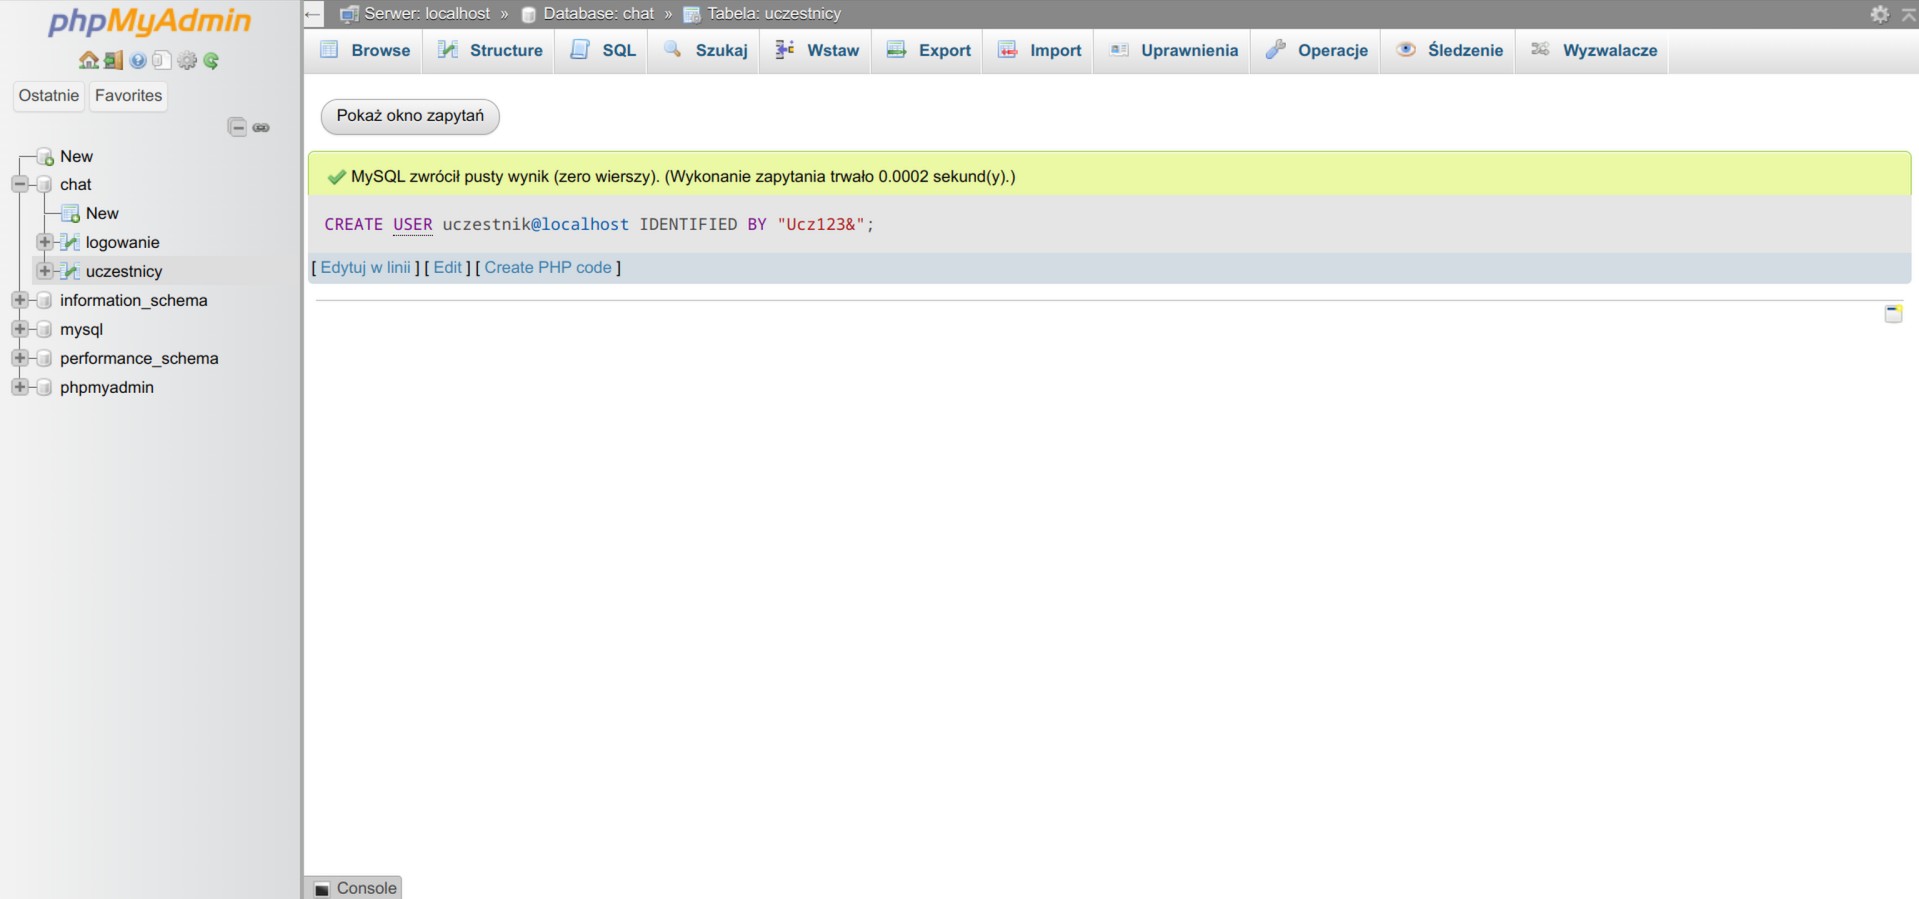 phpMyAdmin
Ostatnie Favorites
New
chat
New
logowanie
uczestnicy
information_schema
mysql
performance_schema
phpmyadmin
Serwer: localhost » Database: chat » Tabela: uczestnicy
Browse Structure SQL Szukaj Wstaw Export Import Uprawnienia Operacje Śledzenie Wyzwalacze
Pokaż okno zapytań
MySQL zwrócił pusty wynik (zero wierszy). (Wykonanie zapytania trwało 0.0002 sekund(y).)
CREATE USER uczestnik@localhost IDENTIFIED BY "Ucz123&";
[ Edytuj w linii ] [ Edit ] [ Create PHP code ]
Console